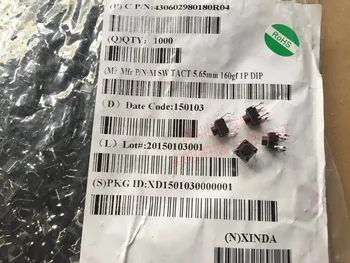 (P) C P/N:430602980180R04
(Q)QTY: 1000
RoHS
(M) Mfr P/N:M SW TACT 5.65mm 160gf 1P DIP
(D) Date Code:150103
(L) Lot#:20150103001
(S)PKG ID:XD1501030000001
(N)XINDA